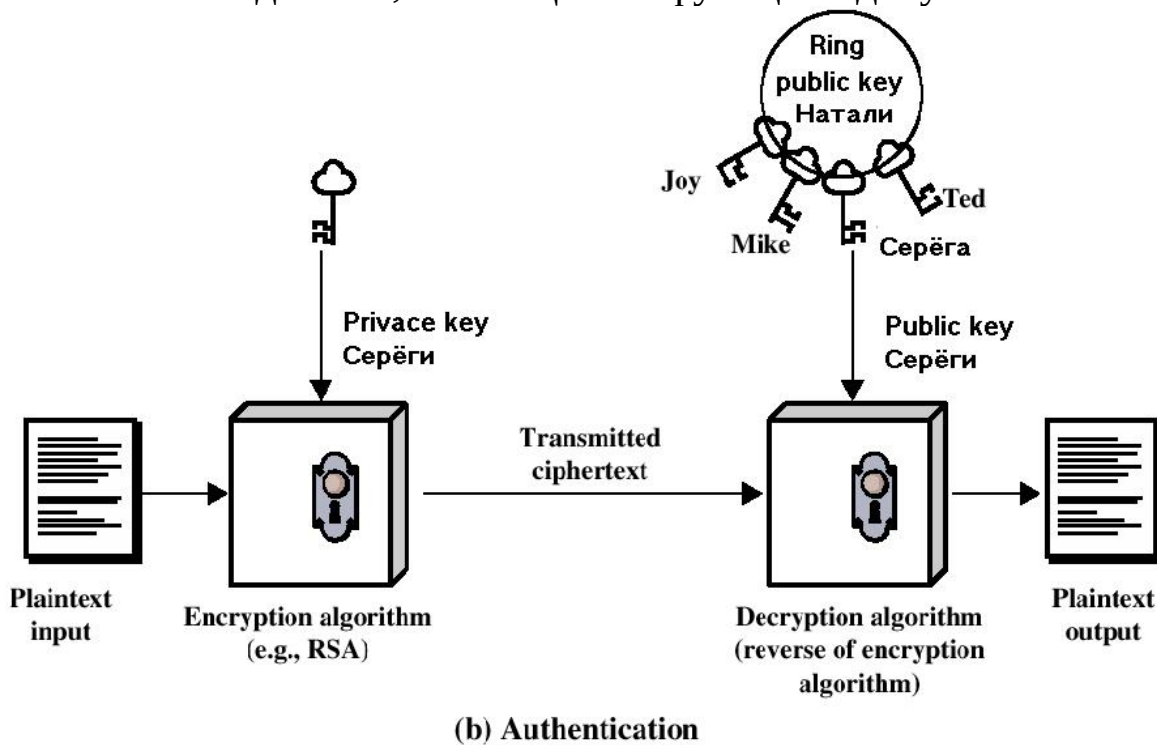 Ring
public key
Натали
Joy
Ted
Mike
Серёга
Privace key
Серёги
Public key
Серёги
Transmitted
ciphertext
Plaintext
input
Encryption algorithm
(e.g., RSA)
Decryption algorithm
(reverse of encryption
algorithm)
Plaintext
output
(b) Authentication